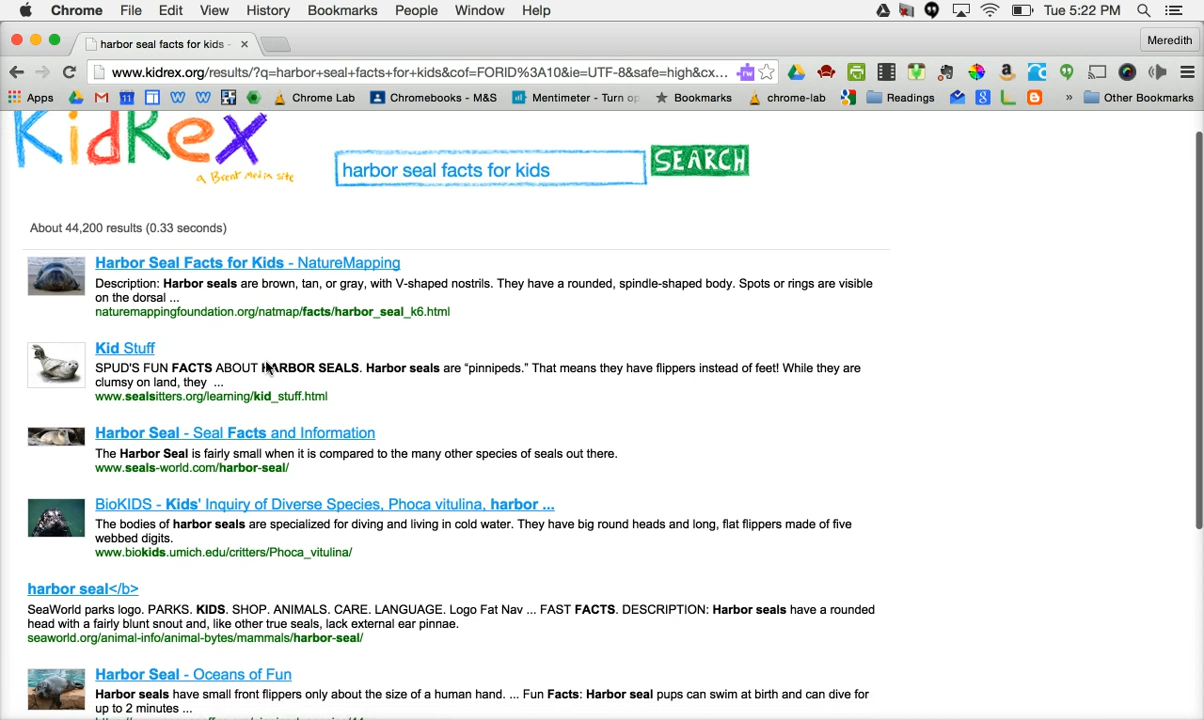 Chrome File Edit View History Bookmarks People Window Help Tue 5:22 PM
harbor seal facts for kids - Meredith
www.kidrex.org/results/?q=harbor+seal+facts+for+kids&cof=FORID%3A10&ie=UTF-8&safe=high&cx...
Apps Chrome Lab Chromebooks - M&S Mentimeter - Turn op Bookmarks chrome-lab Readings » Other Bookmarks
KidRex
a Brent Media site
harbor seal facts for kids SEARCH
About 44,200 results (0.33 seconds)
Harbor Seal Facts for Kids - NatureMapping
Description: Harbor seals are brown, tan, or gray, with V-shaped nostrils. They have a rounded, spindle-shaped body. Spots or rings are visible
on the dorsal ...
naturemappingfoundation.org/natmap/facts/harbor_seal_k6.html
Kid Stuff
SPUD'S FUN FACTS ABOUT HARBOR SEALS. Harbor seals are “pinnipeds.” That means they have flippers instead of feet! While they are
clumsy on land, they ...
www.sealsitters.org/learning/kid_stuff.html
Harbor Seal - Seal Facts and Information
The Harbor Seal is fairly small when it is compared to the many other species of seals out there.
www.seals-world.com/harbor-seal/
BioKIDS - Kids' Inquiry of Diverse Species, Phoca vitulina, harbor ...
The bodies of harbor seals are specialized for diving and living in cold water. They have big round heads and long, flat flippers made of five
webbed digits.
www.biokids.umich.edu/critters/Phoca_vitulina/
harbor seal</b>
SeaWorld parks logo. PARKS. KIDS. SHOP. ANIMALS. CARE. LANGUAGE. Logo Fat Nav ... FAST FACTS. DESCRIPTION: Harbor seals have a rounded
head with a fairly blunt snout and, like other true seals, lack external ear pinnae.
seaworld.org/animal-info/animal-bytes/mammals/harbor-seal/
Harbor Seal - Oceans of Fun
Harbor seals have small front flippers only about the size of a human hand. ... Fun Facts: Harbor seal pups can swim at birth and can dive for
up to 2 minutes ...